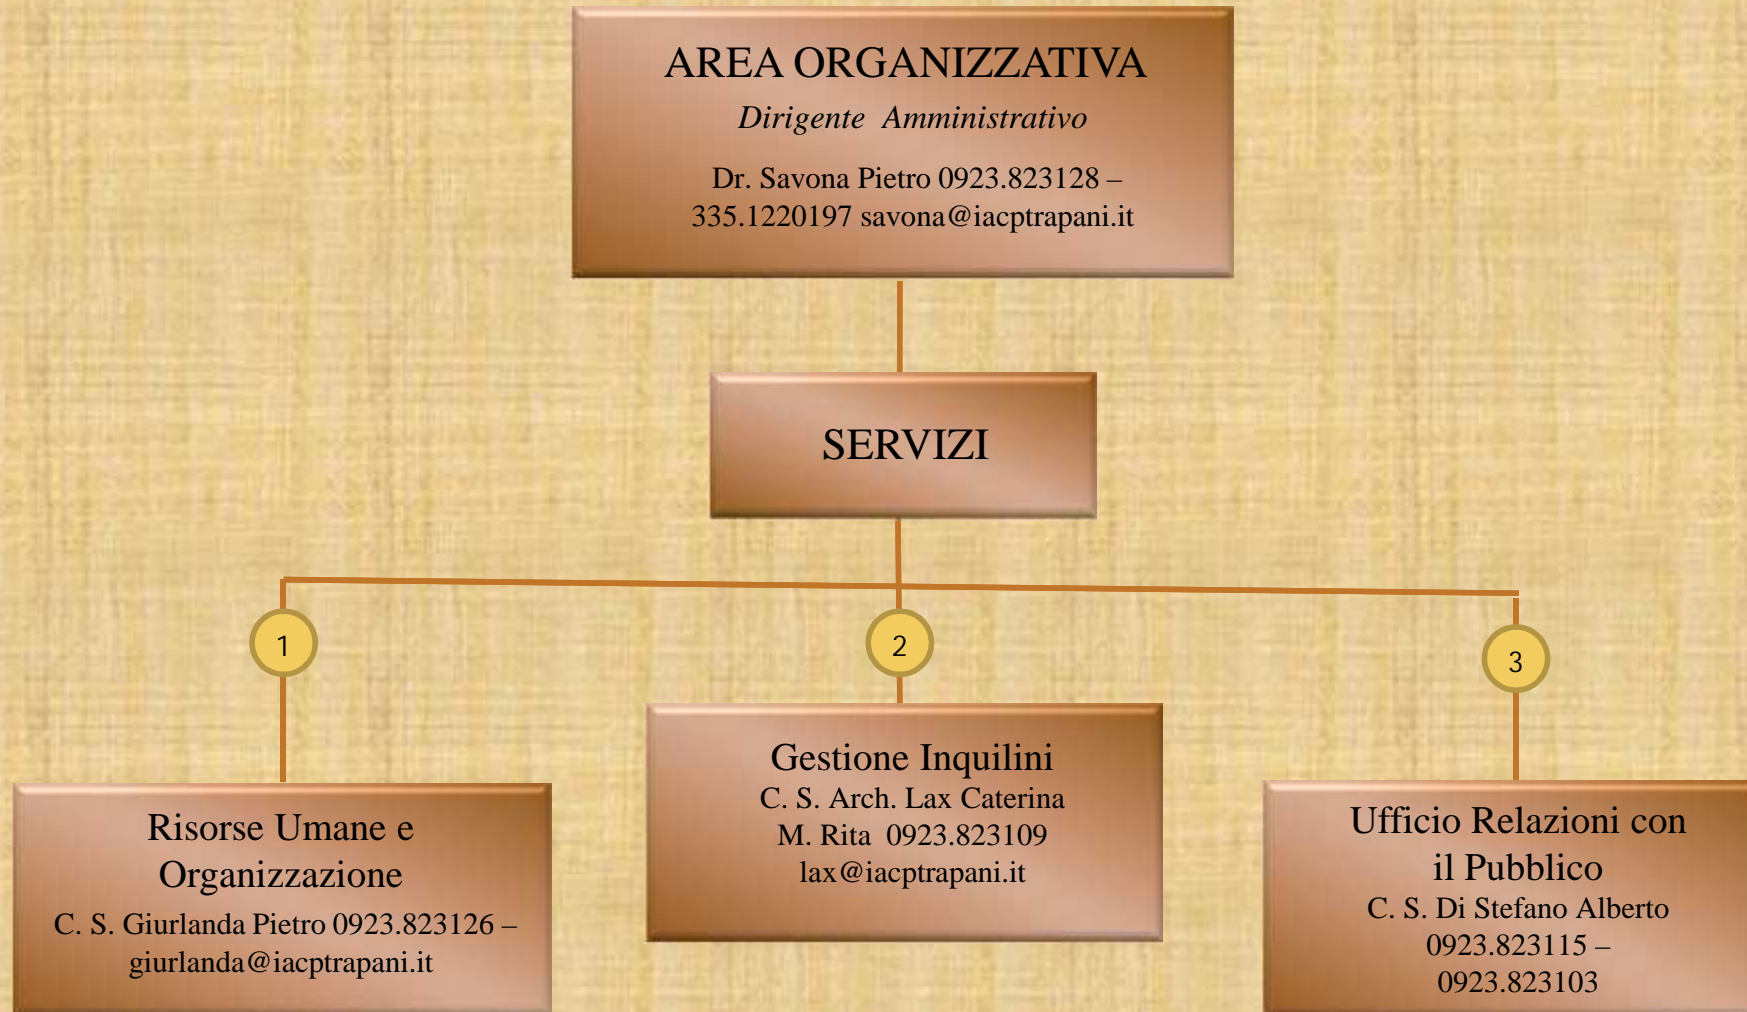 AREA ORGANIZZATIVA
Dirigente Amministrativo
Dr. Savona Pietro 0923.823128 –
335.1220197 savona@iacptrapani.it
SERVIZI
1
2
3
Risorse Umane e
Organizzazione
C. S. Giurlanda Pietro 0923.823126 –
giurlanda@iacptrapani.it
Gestione Inquilini
C. S. Arch. Lax Caterina
M. Rita 0923.823109
lax@iacptrapani.it
Ufficio Relazioni con
il Pubblico
C. S. Di Stefano Alberto
0923.823115 –
0923.823103